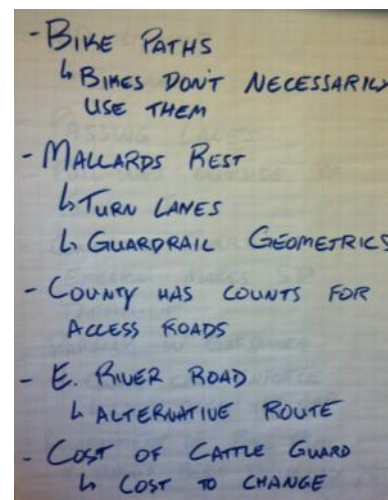 - BIKE PATHS
↳ BIKES DON'T NECESSARILY
USE THEM
- MALLARDS REST
↳ TURN LANES
↳ GUARDRAIL GEOMETRICS
- COUNTY HAS COUNTS FOR
ACCESS ROADS
- E. RIVER ROAD
↳ ALTERNATIVE ROUTE
- COST OF CATTLE GUARD
↳ COST TO CHANGE